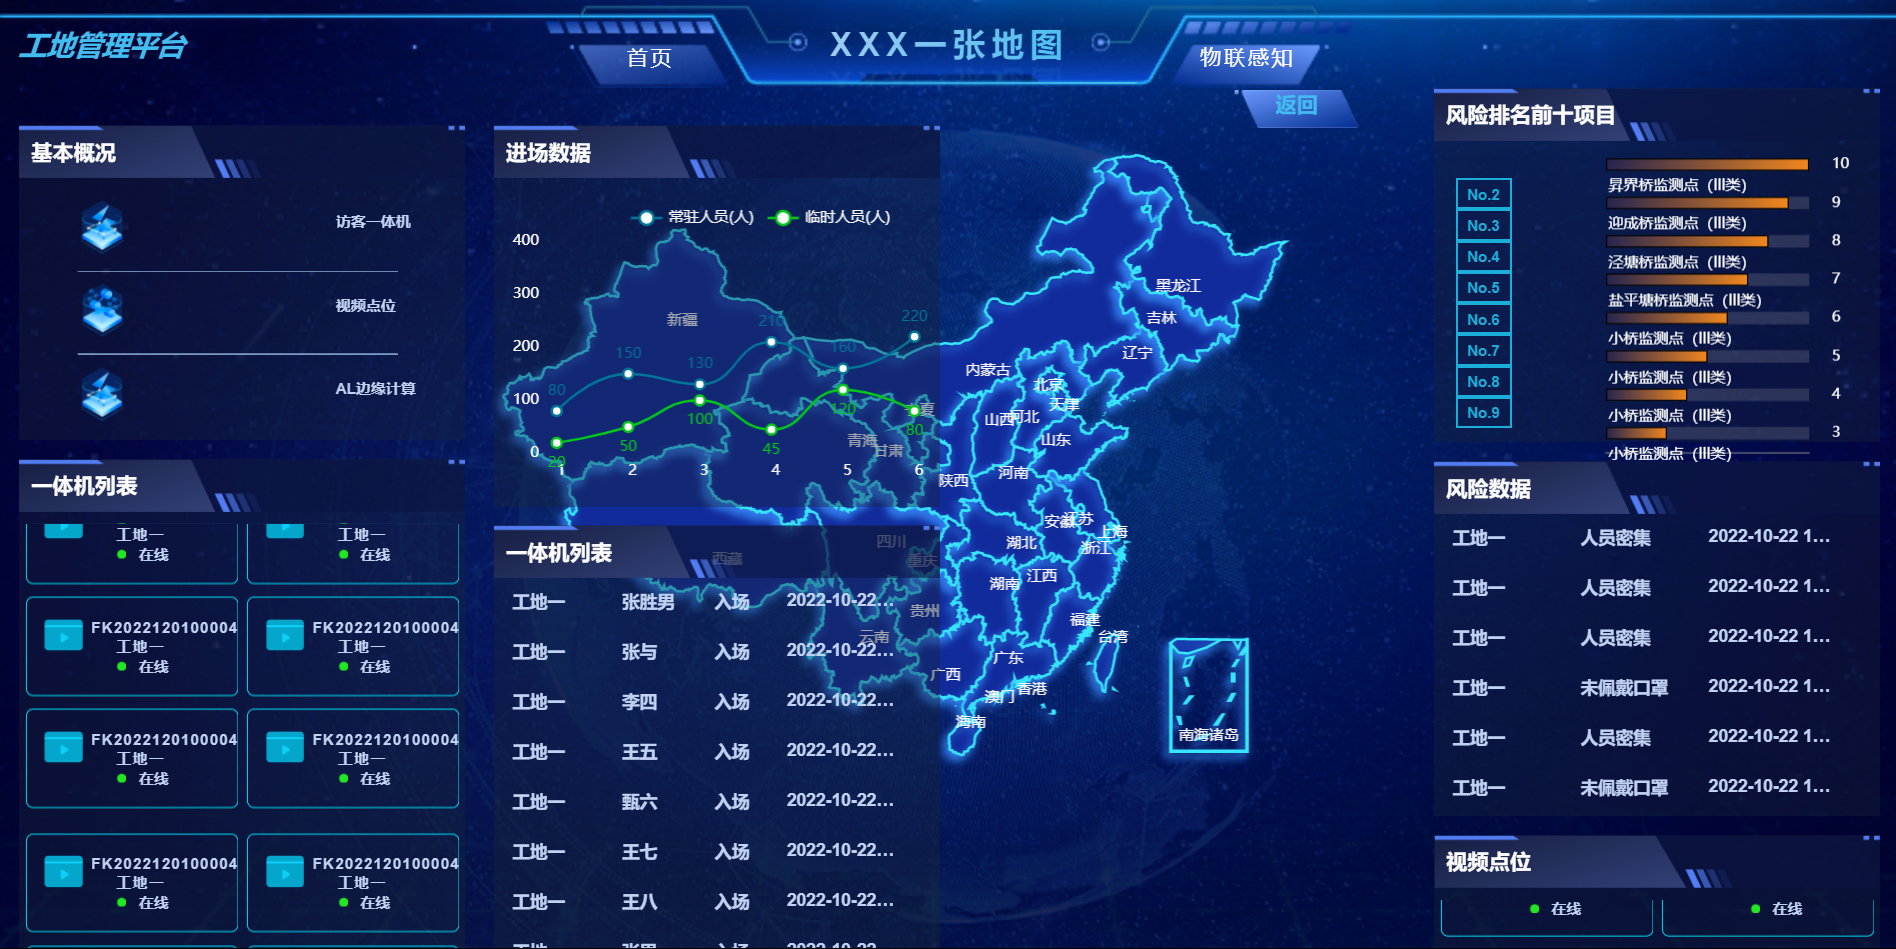 工地管理平台
首页
XXX一张地图
物联感知
返回
基本概况
访客一体机
视频点位
AL边缘计算
一体机列表
工地一
在线
工地一
在线
FK2022120100004
工地一
在线
FK2022120100004
工地一
在线
FK2022120100004
工地一
在线
FK2022120100004
工地一
在线
FK2022120100004
工地一
在线
FK2022120100004
工地一
在线
进场数据
常驻人员(人) 临时人员(人)
400
300
200
100
0
80 150 130 210 160 220
20 50 100 45 120 80
1 2 3 4 5 6
一体机列表
工地一 张胜男 入场 2022-10-22...
工地一 张与 入场 2022-10-22...
工地一 李四 入场 2022-10-22...
工地一 王五 入场 2022-10-22...
工地一 甄六 入场 2022-10-22...
工地一 王七 入场 2022-10-22...
工地一 王八 入场 2022-10-22...
新疆
黑龙江
吉林
辽宁
内蒙古
北京
天津
宁夏
山西
河北
山东
青海
甘肃
陕西
河南
安徽
江苏
上海
四川
湖北
浙江
西藏
重庆
湖南
江西
贵州
福建
云南
台湾
广西
广东
澳门
香港
海南
南海诸岛
风险排名前十项目
No.2
No.3
No.4
No.5
No.6
No.7
No.8
No.9
10
昇界桥监测点（III类）
9
迎成桥监测点（III类）
8
泾塘桥监测点（III类）
7
盐平塘桥监测点（III类）
6
小桥监测点（III类）
5
小桥监测点（III类）
4
小桥监测点（III类）
3
小桥监测点（III类）
风险数据
工地一 人员密集 2022-10-22 1...
工地一 人员密集 2022-10-22 1...
工地一 人员密集 2022-10-22 1...
工地一 未佩戴口罩 2022-10-22 1...
工地一 人员密集 2022-10-22 1...
工地一 未佩戴口罩 2022-10-22 1...
视频点位
在线
在线